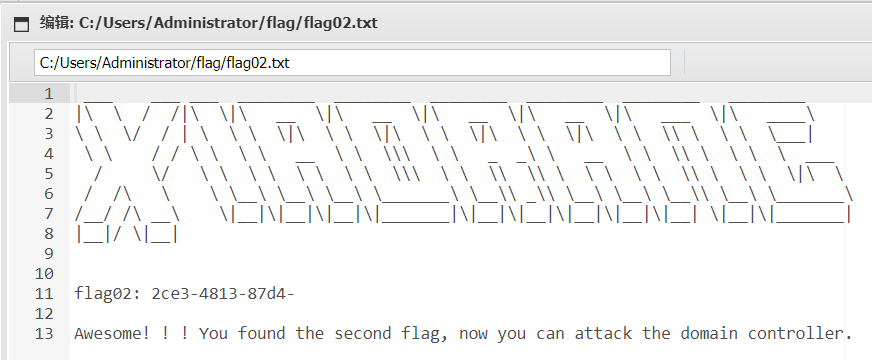 编辑: C:/Users/Administrator/flag/flag02.txt
C:/Users/Administrator/flag/flag02.txt
1
2
3
4
5
6
7
8
9
10
11 flag02: 2ce3-4813-87d4-
12
13 Awesome! ! ! You found the second flag, now you can attack the domain controller.